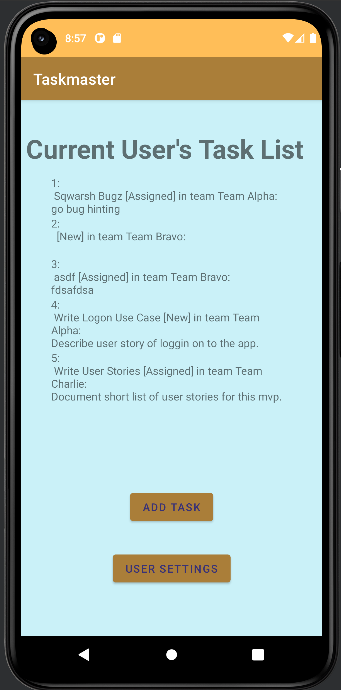 8:57
Taskmaster
Current User's Task List
1:
Sqwarsh Bugz [Assigned] in team Team Alpha:
go bug hinting
2:
[New] in team Team Bravo:
3:
asdf [Assigned] in team Team Bravo:
fdsafdsa
4:
Write Logon Use Case [New] in team Team
Alpha:
Describe user story of loggin on to the app.
5:
Write User Stories [Assigned] in team Team
Charlie:
Document short list of user stories for this mvp.
ADD TASK
USER SETTINGS